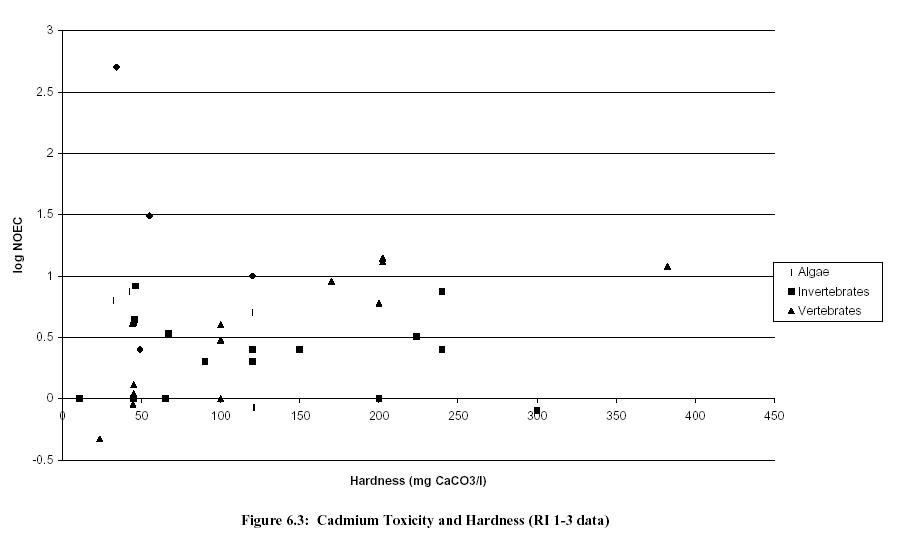 3
2.5
2
1.5
1
0.5
0
-0.5
log NOEC
0 50 100 150 200 250 300 350 400 450
Hardness (mg CaCO3/l)
Algae
Invertebrates
Vertebrates
Figure 6.3: Cadmium Toxicity and Hardness (RI 1-3 data)